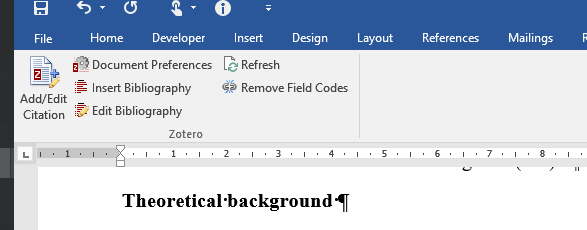 File Home Developer Insert Design Layout References Mailings
Document Preferences Refresh
Add/Edit Citation
Insert Bibliography Remove Field Codes
Edit Bibliography
Zotero
1 1 2 3 4 5 6 7 8
Theoretical·background·¶